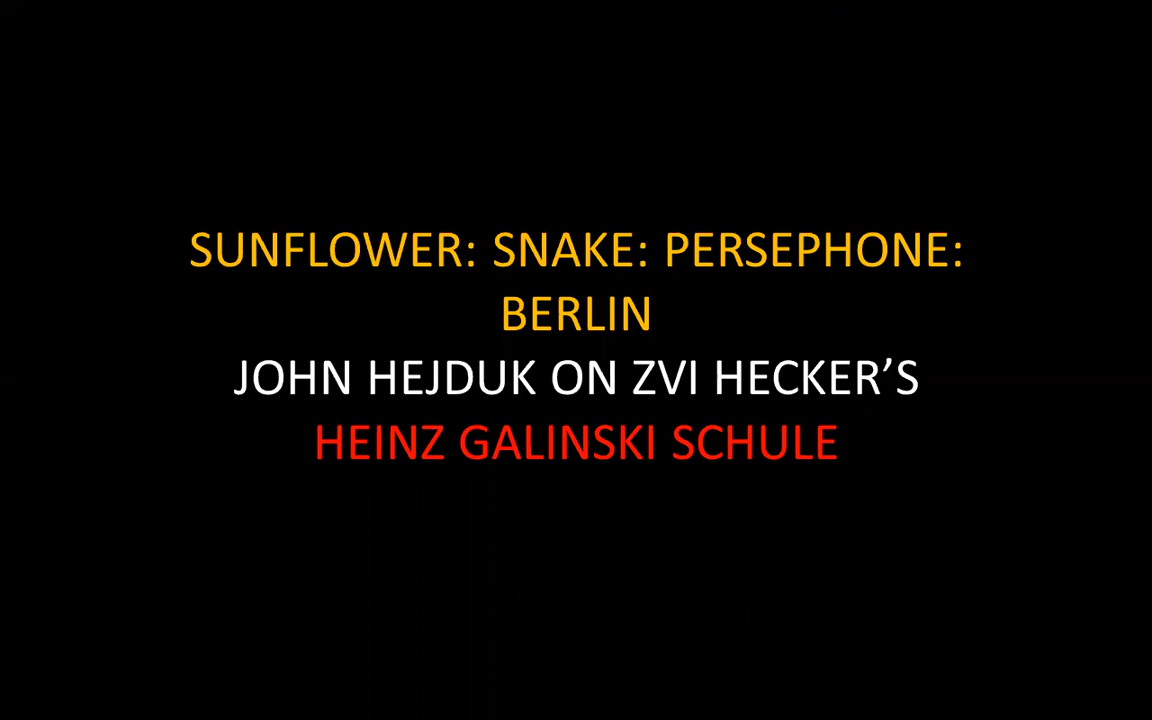 SUNFLOWER: SNAKE: PERSEPHONE:
BERLIN
JOHN HEJDUK ON ZVI HECKER’S
HEINZ GALINSKI SCHULE